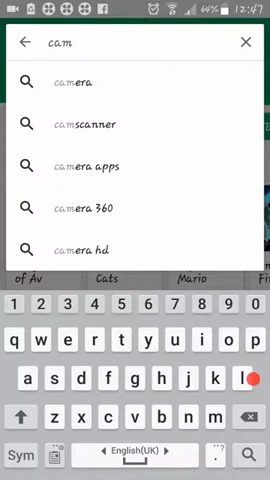 64% 12:47
cam
camera
camscanner
camera apps
camera 360
camera hd
of Av Cats Mario Fi
1 2 3 4 5 6 7 8 9 0
q w e r t y u i o p
a s d f g h j k l
z x c v b n m
Sym English(UK) . ..?